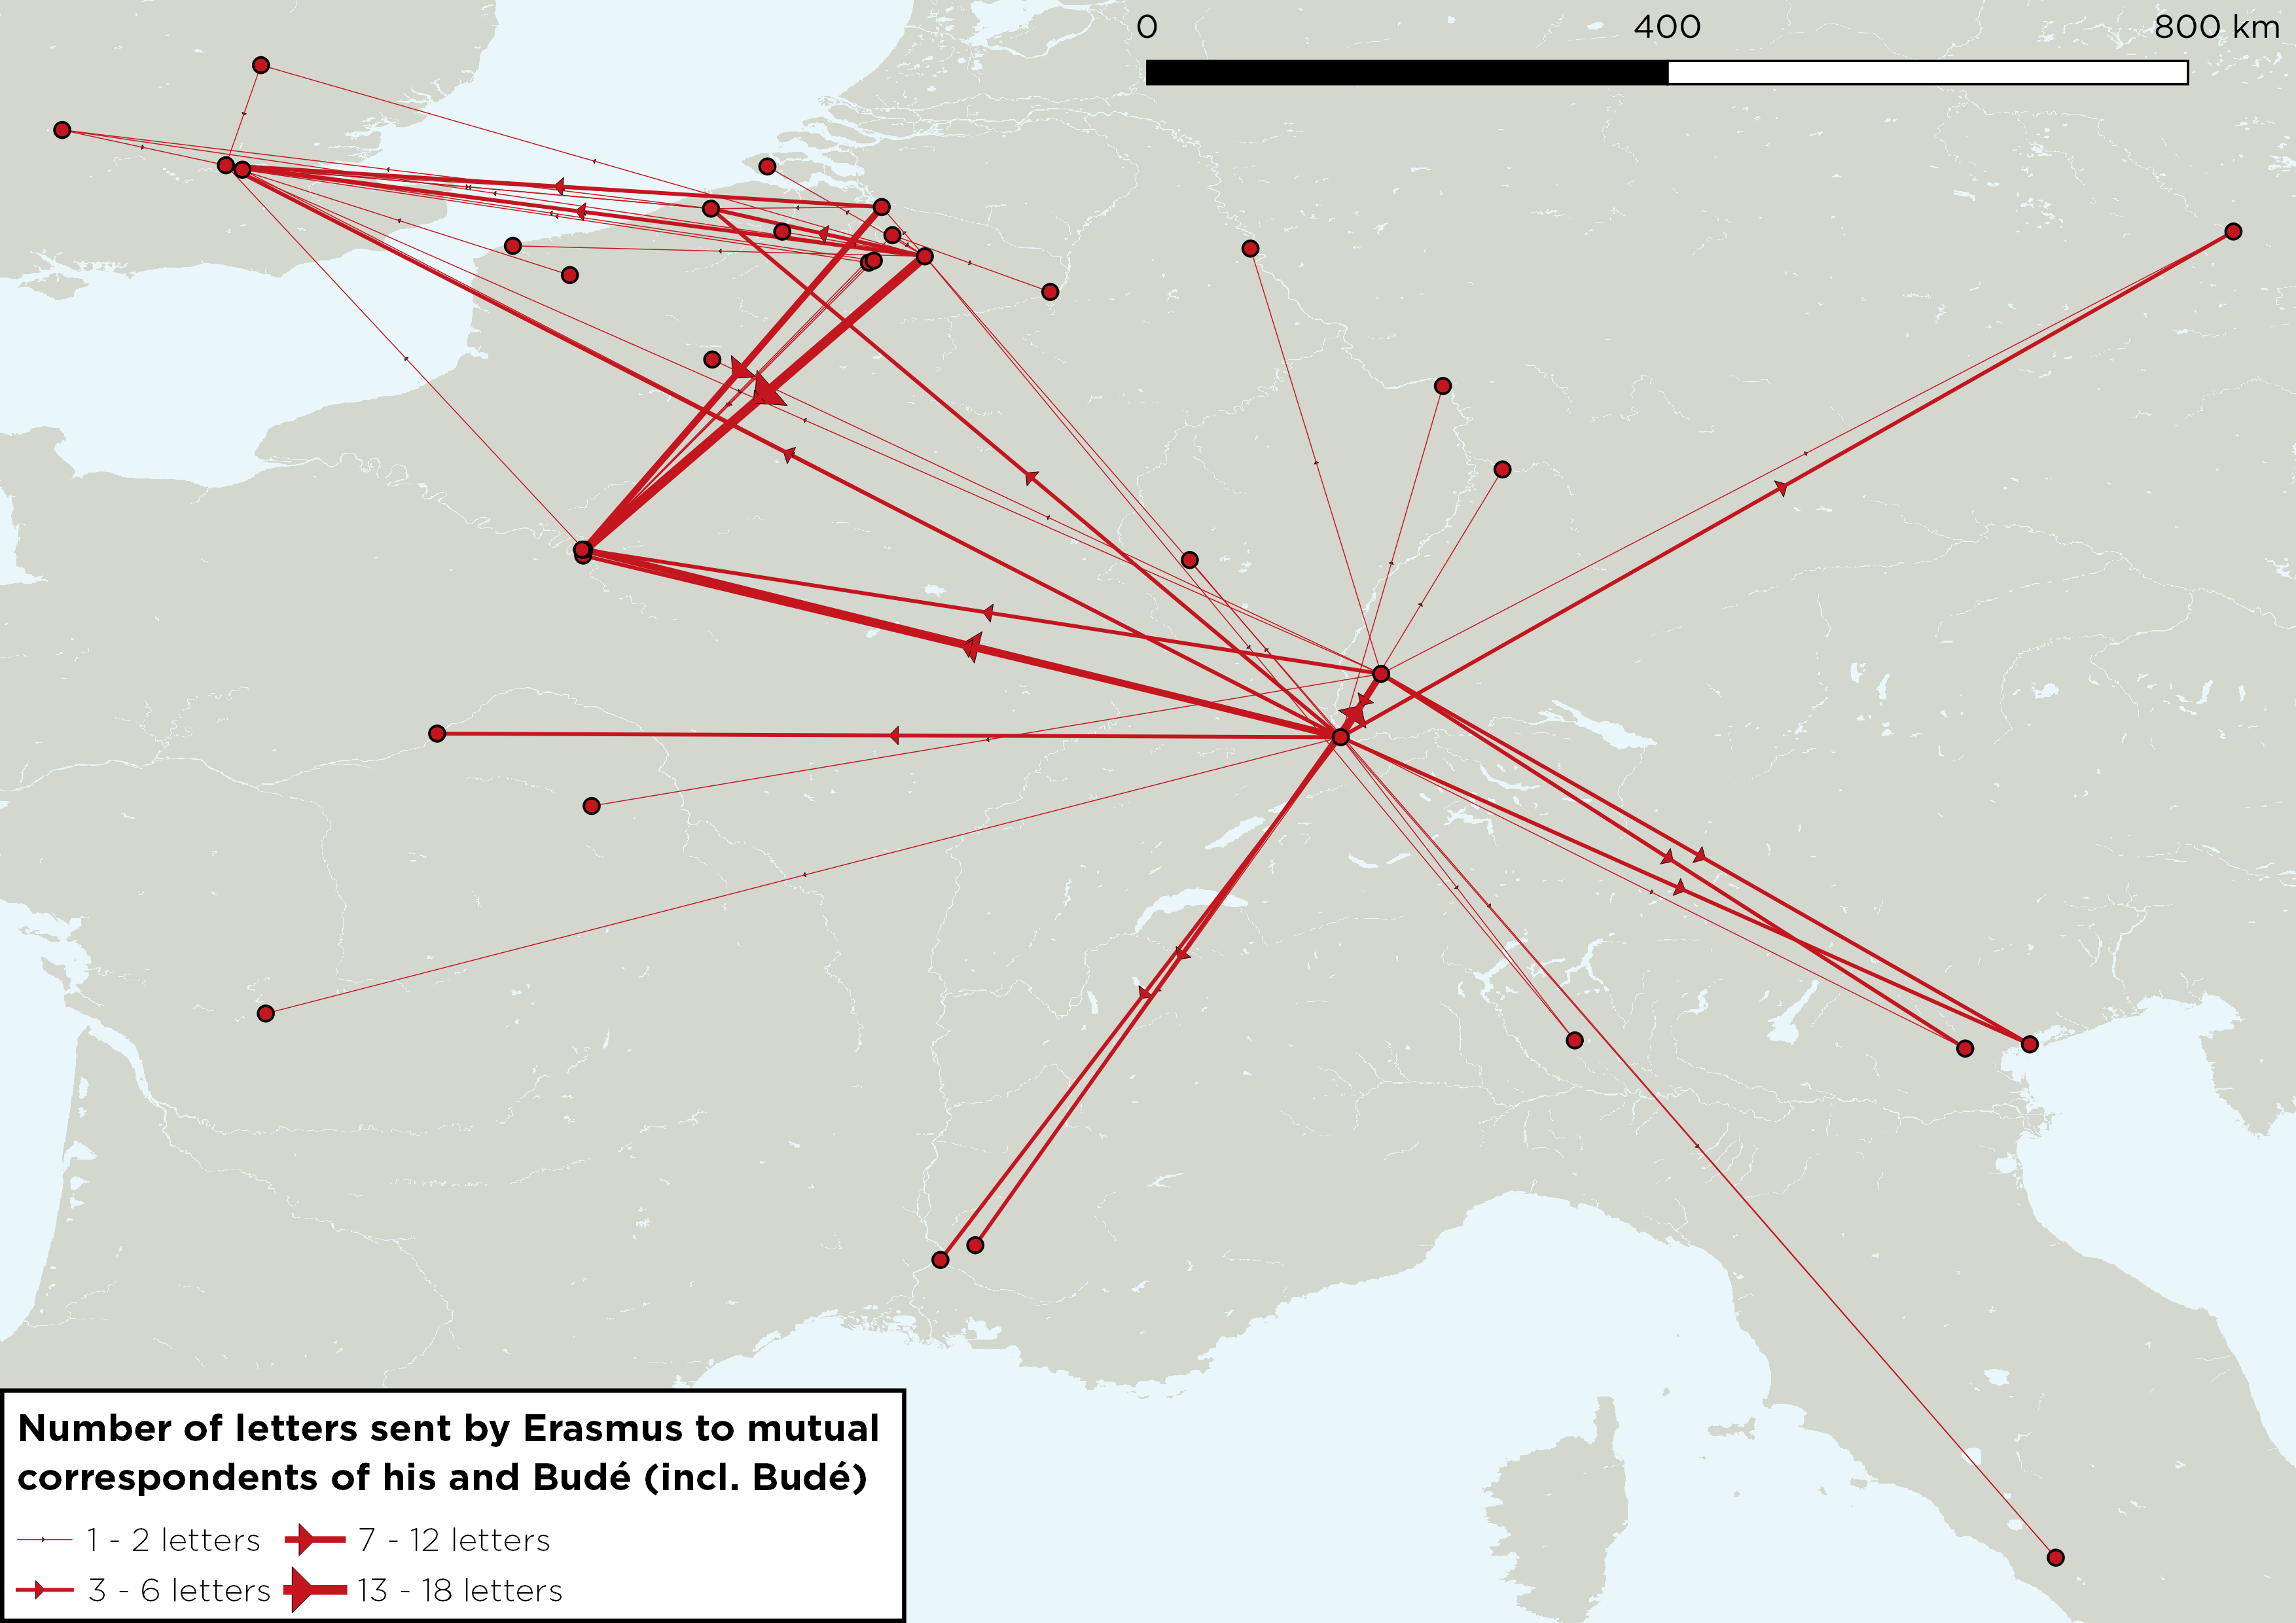 0 400 800 km
Number of letters sent by Erasmus to mutual
correspondents of his and Budé (incl. Budé)
1 - 2 letters 7 - 12 letters
3 - 6 letters 13 - 18 letters